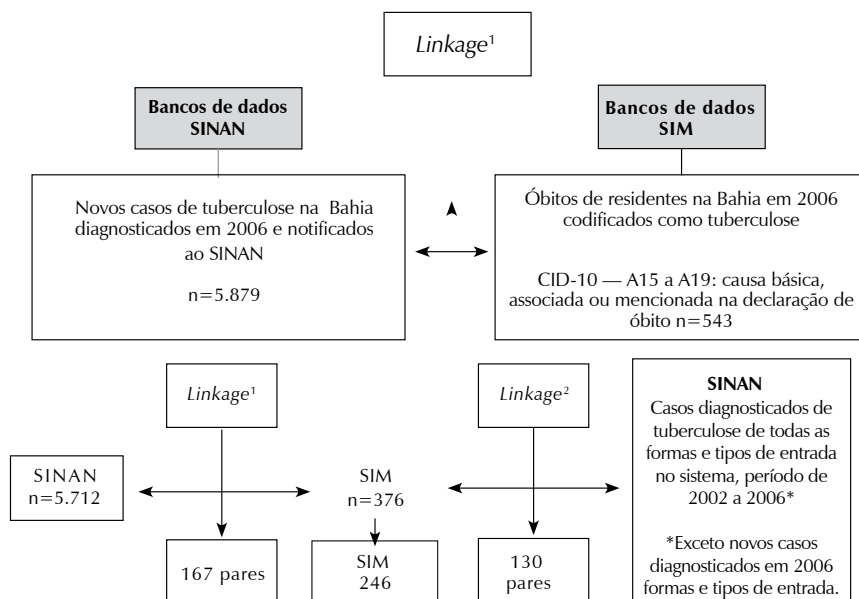 Linkage¹
Bancos de dados
SINAN
Bancos de dados
SIM
Novos casos de tuberculose na Bahia
diagnosticados em 2006 e notificados
ao SINAN
n=5.879
Óbitos de residentes na Bahia em 2006
codificados como tuberculose
CID-10 — A15 a A19: causa básica,
associada ou mencionada na declaração de
óbito n=543
Linkage¹
Linkage²
SINAN
Casos diagnosticados de
tuberculose de todas as
formas e tipos de entrada
no sistema, período de
2002 a 2006*
*Exceto novos casos
diagnosticados em 2006
formas e tipos de entrada.
SINAN
n=5.712
SIM
n=376
167 pares
SIM
246
130
pares